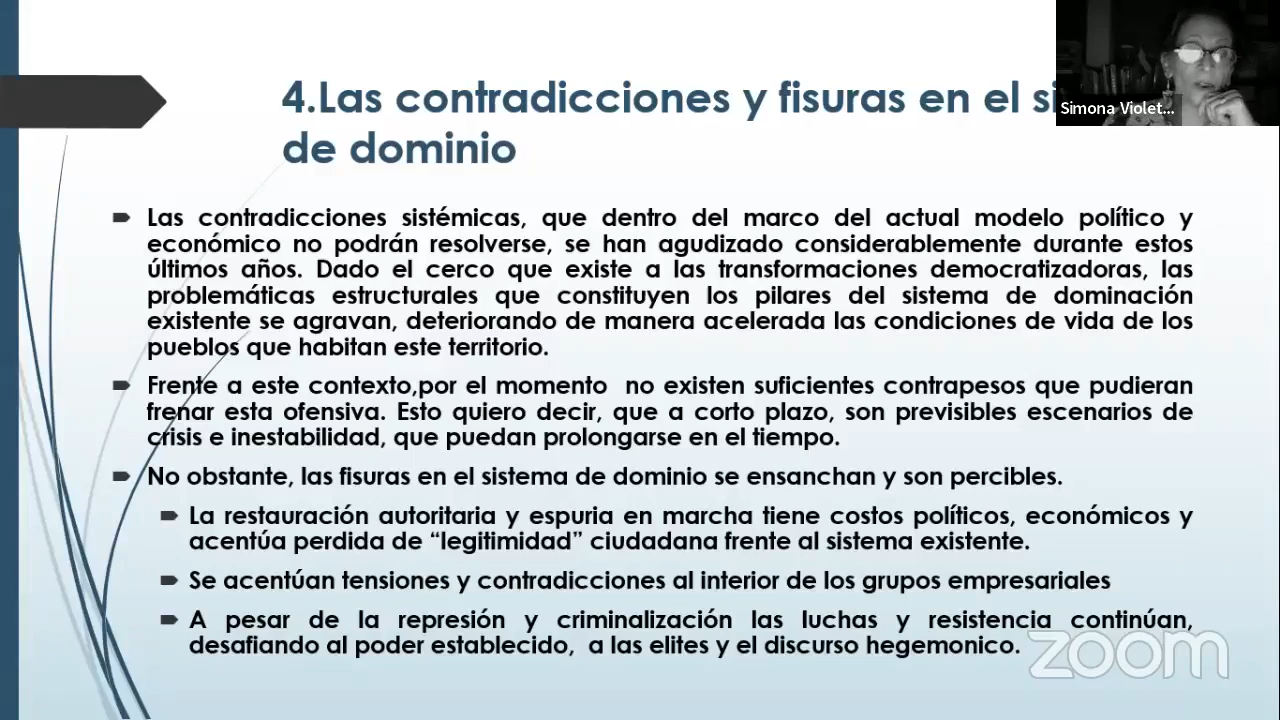 4.Las contradicciones y fisuras en el si
de dominio
Simona Violet...
Las contradicciones sistémicas, que dentro del marco del actual modelo político y
económico no podrán resolverse, se han agudizado considerablemente durante estos
últimos años. Dado el cerco que existe a las transformaciones democratizadoras, las
problemáticas estructurales que constituyen los pilares del sistema de dominación
existente se agravan, deteriorando de manera acelerada las condiciones de vida de los
pueblos que habitan este territorio.
Frente a este contexto,por el momento no existen suficientes contrapesos que pudieran
frenar esta ofensiva. Esto quiero decir, que a corto plazo, son previsibles escenarios de
crisis e inestabilidad, que puedan prolongarse en el tiempo.
No obstante, las fisuras en el sistema de dominio se ensanchan y son percibles.
La restauración autoritaria y espuria en marcha tiene costos políticos, económicos y
acentúa perdida de “legitimidad” ciudadana frente al sistema existente.
Se acentúan tensiones y contradicciones al interior de los grupos empresariales
A pesar de la represión y criminalización las luchas y resistencia continúan,
desafiando al poder establecido, a las elites y el discurso hegemonico.
zoom